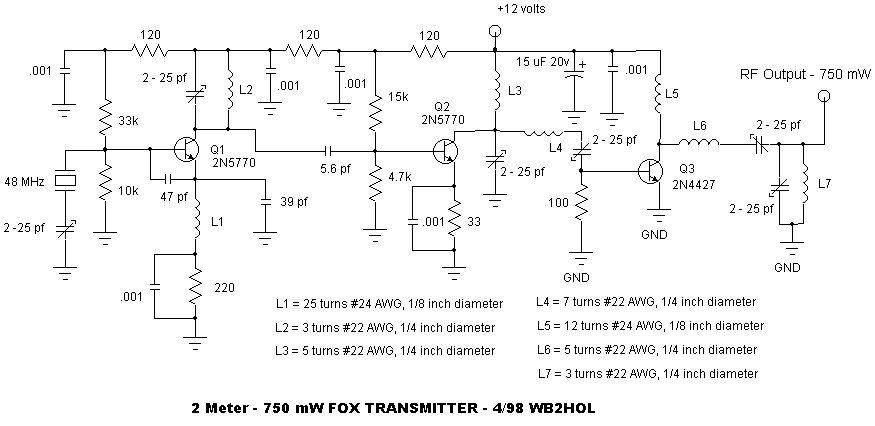 +12 volts
120
120
120
.001
2 - 25 pf
L2
.001
.001
15 uF 20v
+
.001
RF Output - 750 mW
15k
L3
L5
33k
Q1
2N5770
Q2
2N5770
L6
2 - 25 pf
L4
2 - 25 pf
5.6 pf
2 - 25 pf
Q3
2N4427
48 MHz
10k
47 pf
39 pf
4.7k
L7
2 - 25 pf
2 -25 pf
L1
.001
33
100
GND
GND
GND
.001
220
L1 = 25 turns #24 AWG, 1/8 inch diameter
L2 = 3 turns #22 AWG, 1/4 inch diameter
L3 = 5 turns #22 AWG, 1/4 inch diameter
L4 = 7 turns #22 AWG, 1/4 inch diameter
L5 = 12 turns #24 AWG, 1/8 inch diameter
L6 = 5 turns #22 AWG, 1/4 inch diameter
L7 = 3 turns #22 AWG, 1/4 inch diameter
2 Meter - 750 mW FOX TRANSMITTER - 4/98 WB2HOL